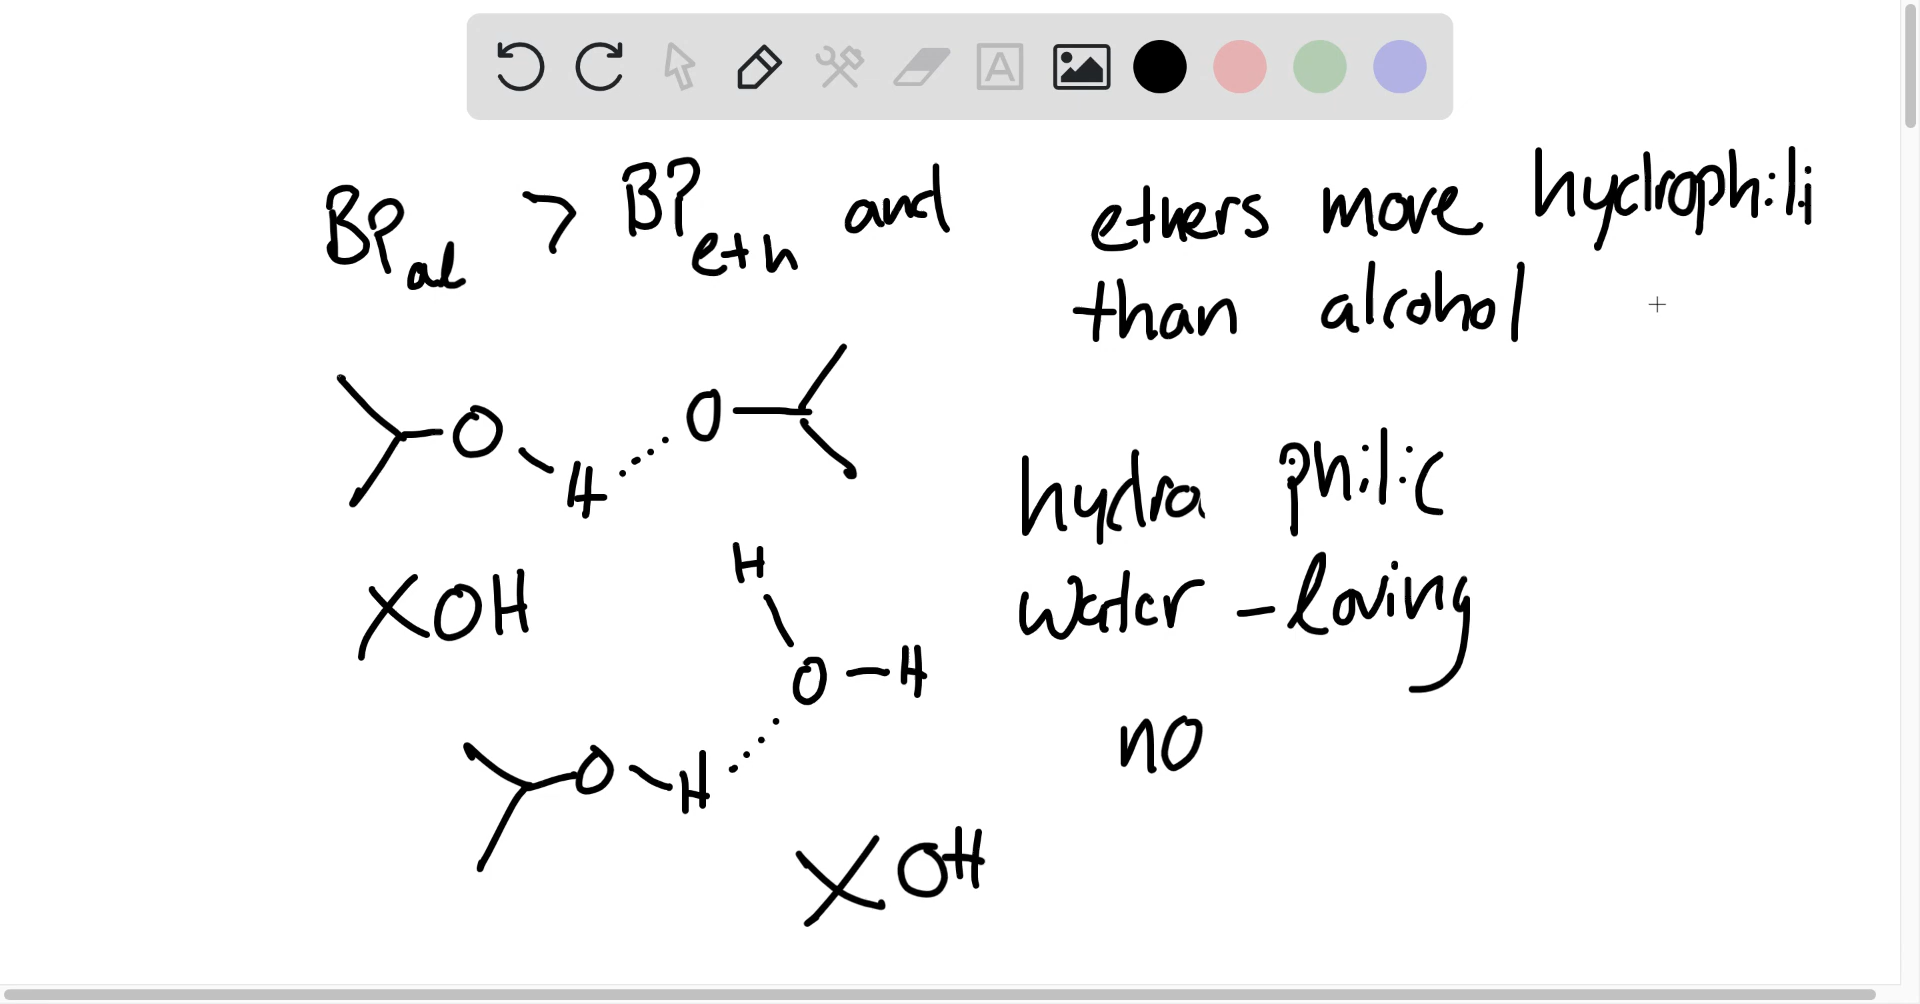 BPal > BPeth and ethers more hydrophili
than alcohol
O O
H
hydro philic
H
XOH
water - loving
O - H
no
O H
XOH
A